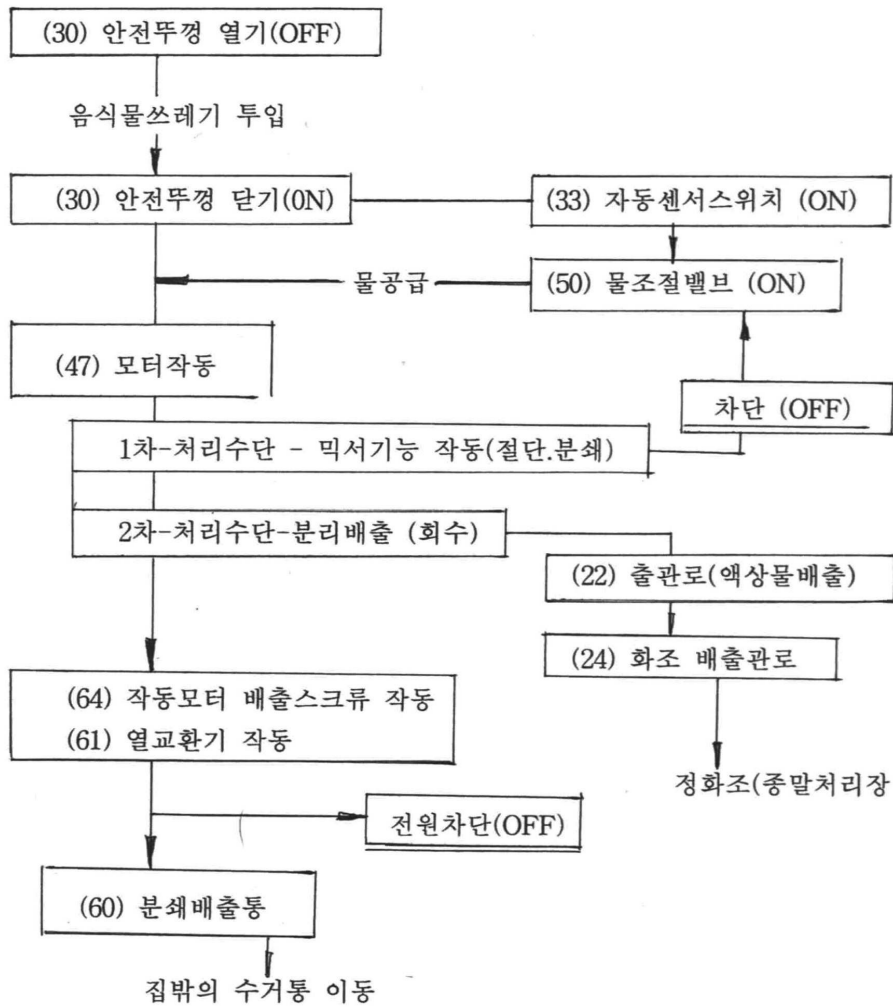 (30) 안전뚜껑 열기(OFF)
음식물쓰레기 투입
(30) 안전뚜껑 닫기(0N)
(33) 자동센서스위치 (ON)
물공급
(50) 물조절밸브 (ON)
(47) 모터작동
차단 (OFF)
1차-처리수단 - 믹서기능 작동(절단.분쇄)
2차-처리수단-분리배출 (회수)
(22) 출관로(액상물배출)
(24) 화조 배출관로
(64) 작동모터 배출스크류 작동
(61) 열교환기 작동
정화조(종말처리장
전원차단(OFF)
(60) 분쇄배출통
집밖의 수거통 이동